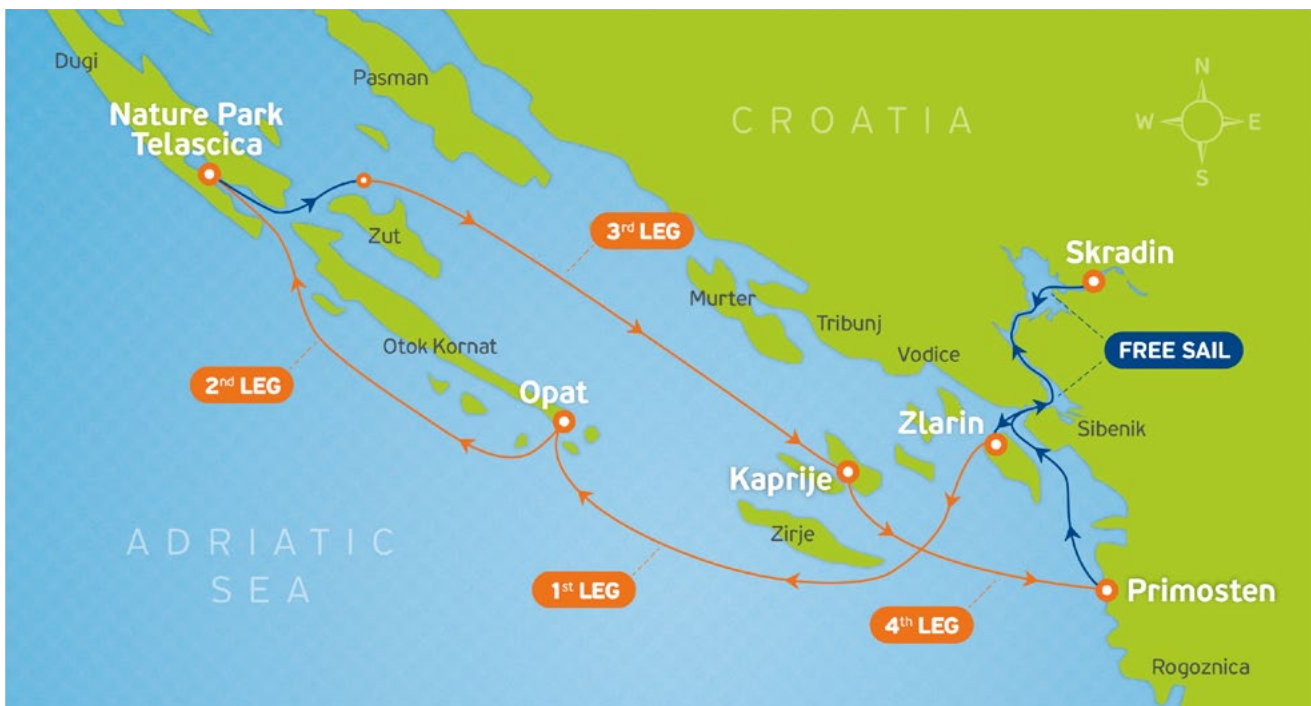 Dugi
Pasman
Nature Park
Telascica
CROATIA
N
W E
S
Zut
3rd LEG
Skradin
Murter
Tribunj
Otok Kornat
Vodice
FREE SAIL
2nd LEG
Opat
Zlarin
Sibenik
Kaprije
Zirje
ADRIATIC
SEA
1st LEG
Primosten
4th LEG
Rogoznica